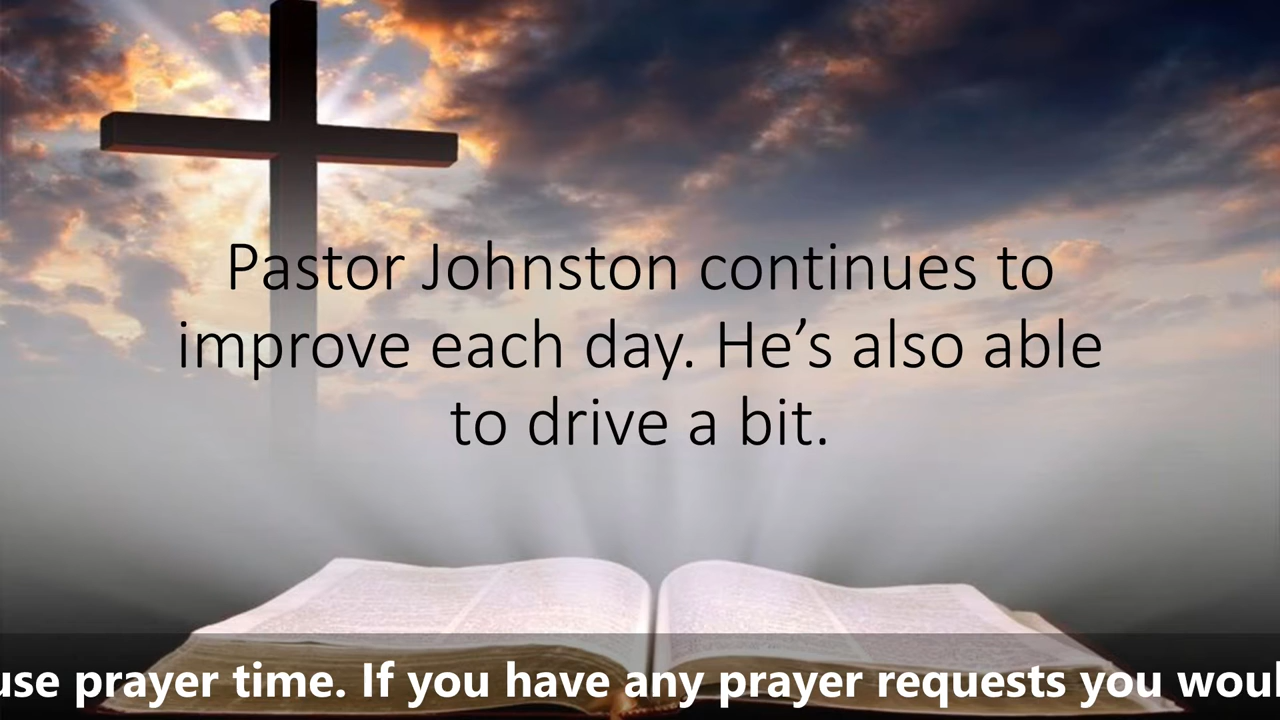 Pastor Johnston continues to
improve each day. He’s also able
to drive a bit.
prayer time. If you have any prayer requests you